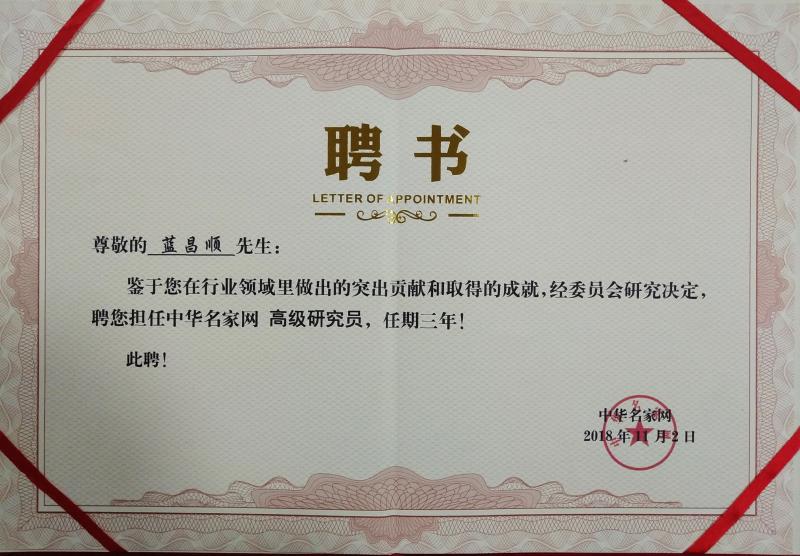 聘书
LETTER OF APPOINTMENT
尊敬的 蓝昌顺 先生：
鉴于您在行业领域里做出的突出贡献和取得的成就，经委员会研究决定，
聘您担任中华名家网 高级研究员，任期三年！
此聘！
中华名家网
2018年11月2日